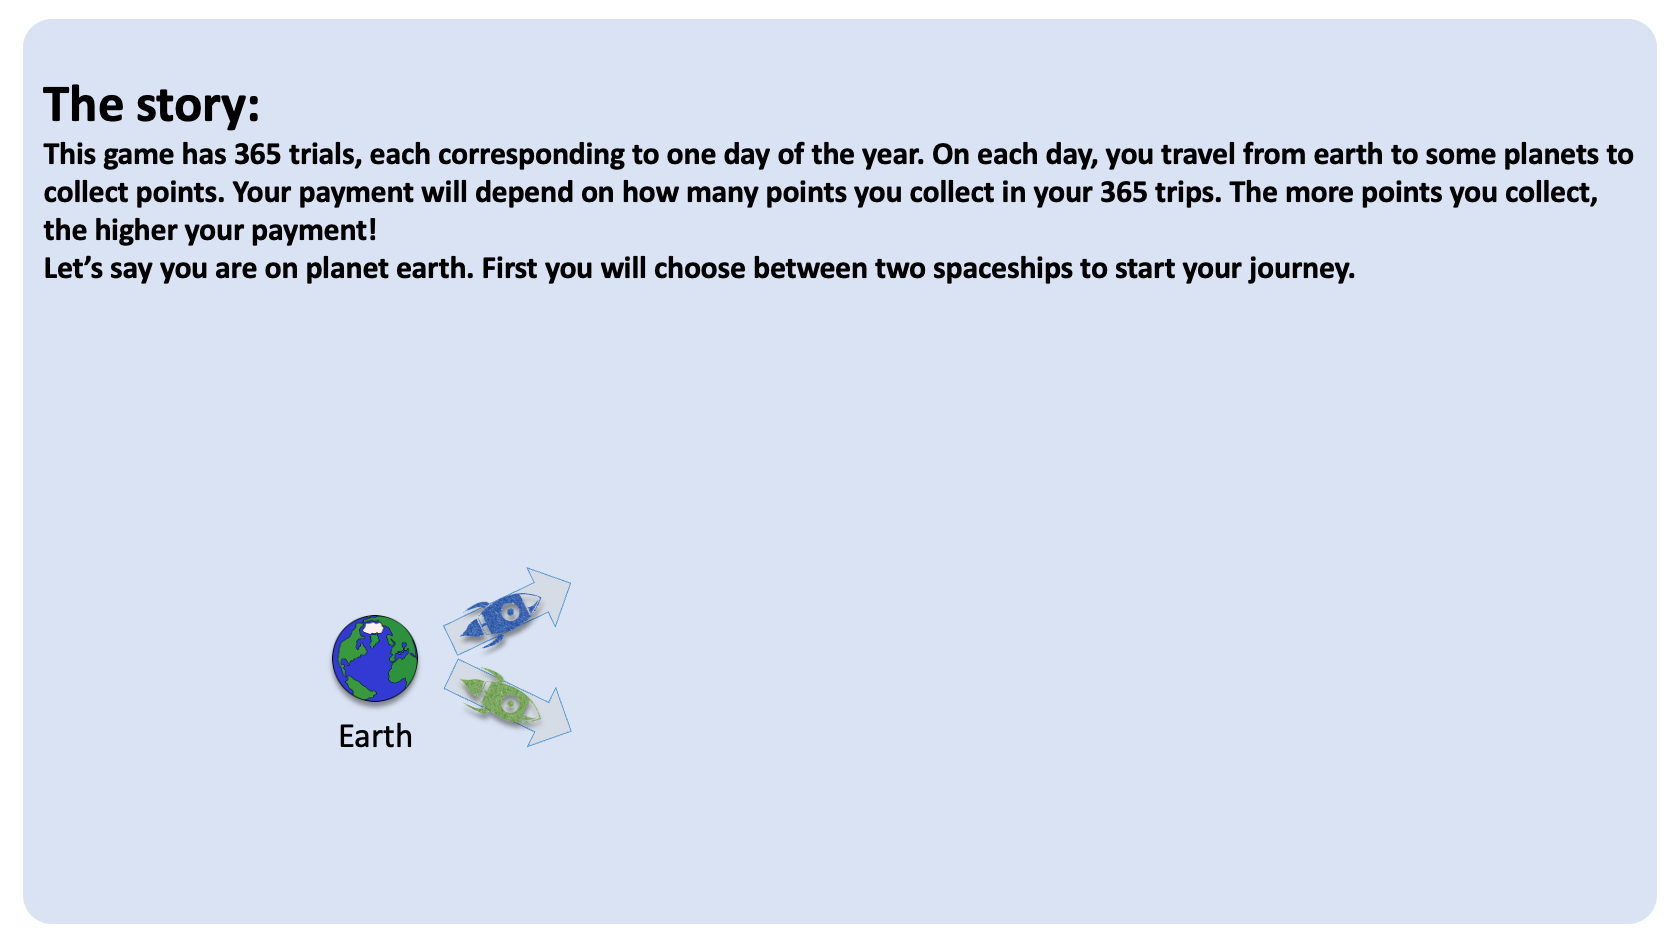 The story:
This game has 365 trials, each corresponding to one day of the year. On each day, you travel from earth to some planets to
collect points. Your payment will depend on how many points you collect in your 365 trips. The more points you collect,
the higher your payment!
Let’s say you are on planet earth. First you will choose between two spaceships to start your journey.
Earth